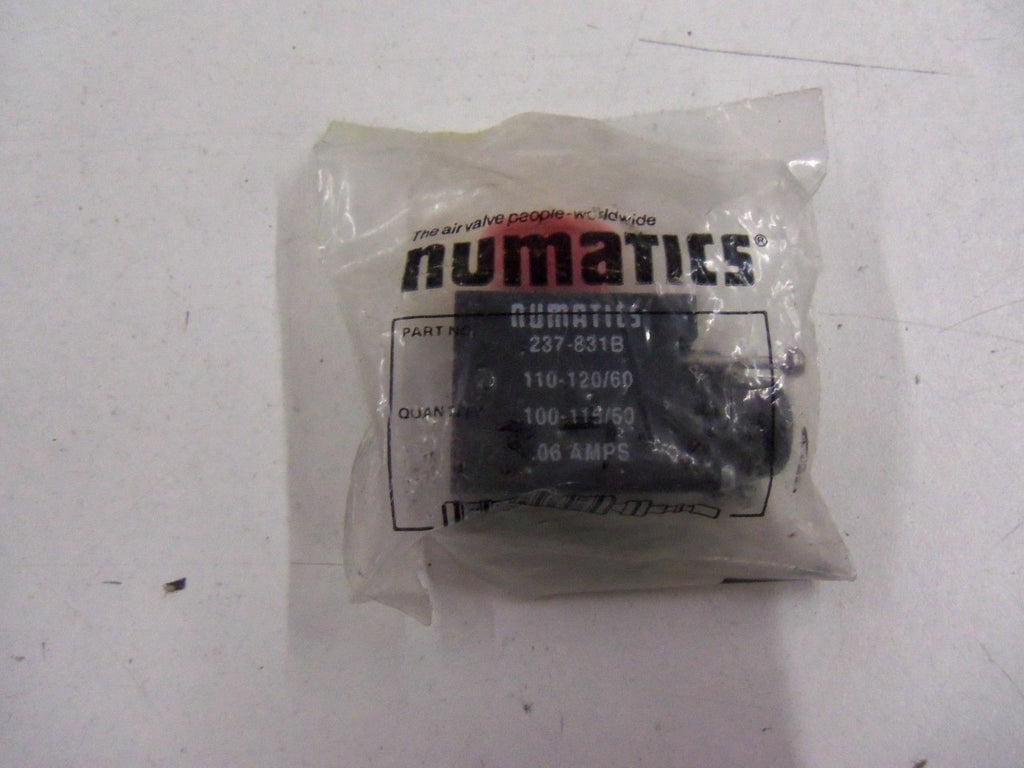 The air valve people - worldwide
numatics®
NUMATICS
PART NO.
237-831B
110-120/60
QUANTITY
.06 AMPS